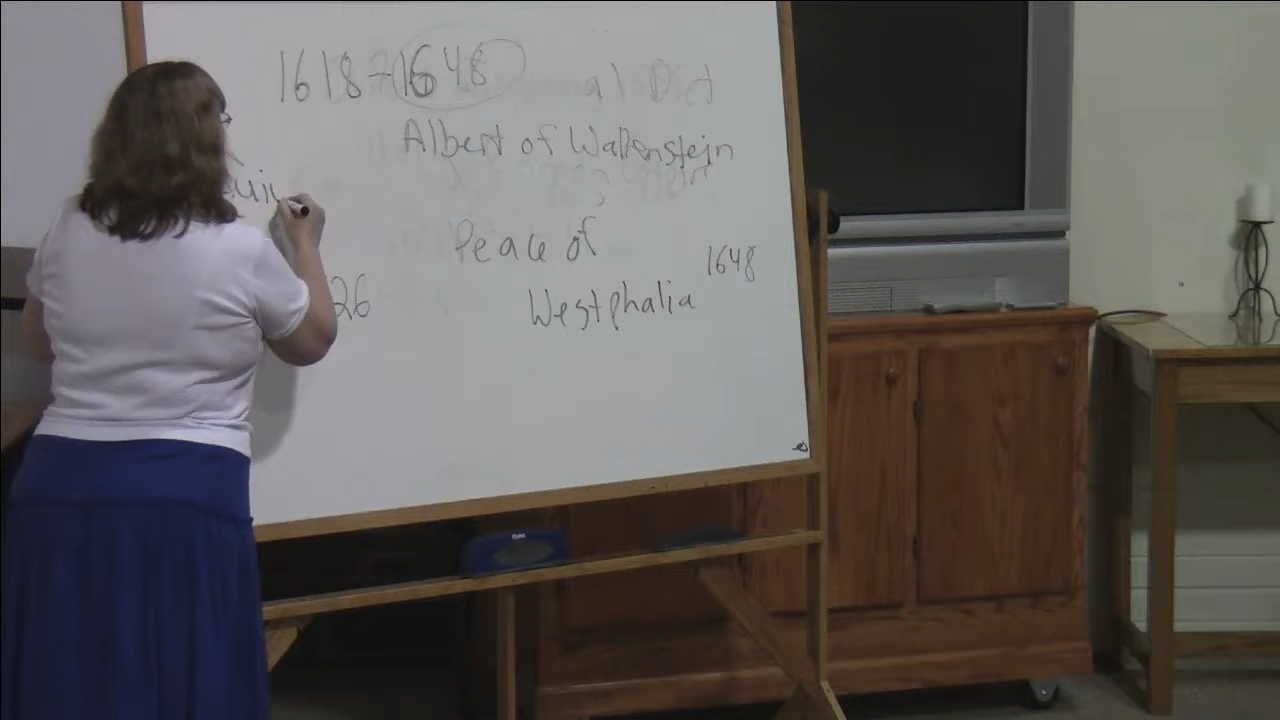 1618-1648
Albert of Wallenstein
Peace of
Westphalia 1648
26